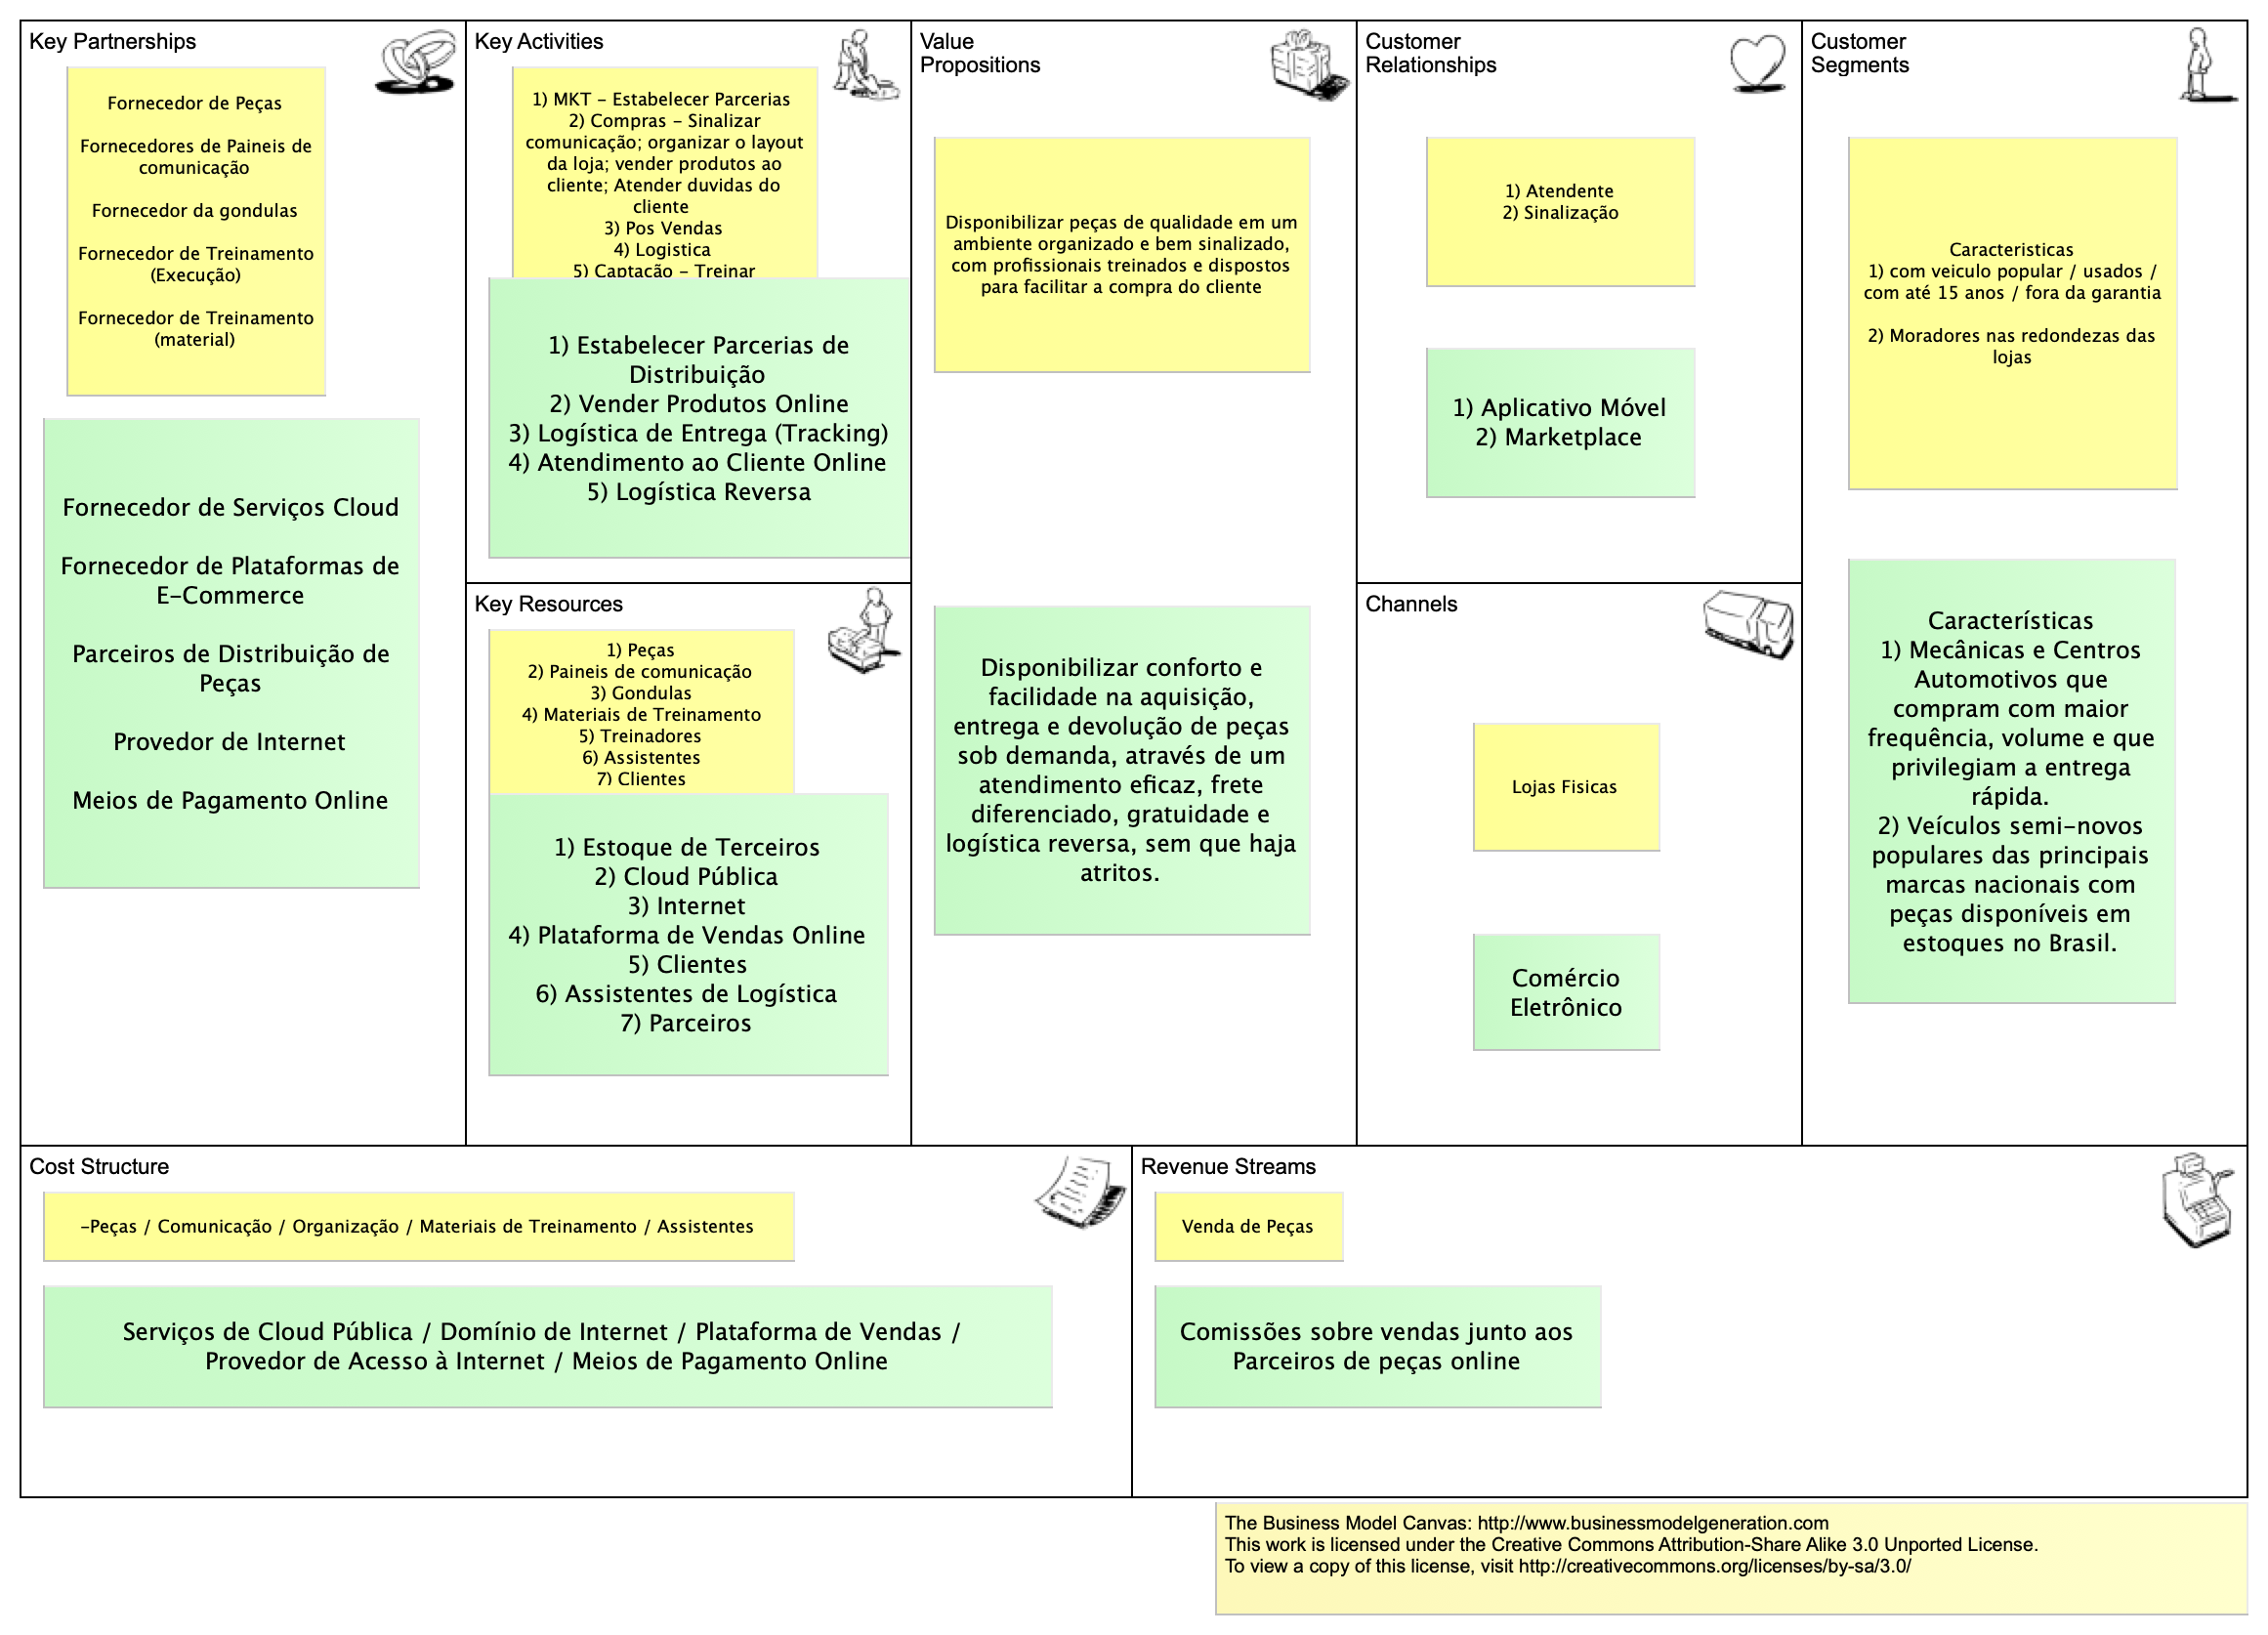 Key Partnerships
Fornecedor de Peças
Fornecedores de Paineis de
comunicação
Fornecedor da gondulas
Fornecedor de Treinamento
(Execução)
Fornecedor de Treinamento
(material)
Fornecedor de Serviços Cloud
Fornecedor de Plataformas de
E-Commerce
Parceiros de Distribuição de
Peças
Provedor de Internet
Meios de Pagamento Online
Key Activities
1) MKT - Estabelecer Parcerias
2) Compras - Sinalizar
comunicação; organizar o layout
da loja; vender produtos ao
cliente; Atender duvidas do
cliente
3) Pos Vendas
4) Logistica
5) Captação - Treinar
1) Estabelecer Parcerias de
Distribuição
2) Vender Produtos Online
3) Logística de Entrega (Tracking)
4) Atendimento ao Cliente Online
5) Logística Reversa
Key Resources
1) Peças
2) Paineis de comunicação
3) Gondulas
4) Materiais de Treinamento
5) Treinadores
6) Assistentes
7) Clientes
1) Estoque de Terceiros
2) Cloud Pública
3) Internet
4) Plataforma de Vendas Online
5) Clientes
6) Assistentes de Logística
7) Parceiros
Value
Propositions
Disponibilizar peças de qualidade em um
ambiente organizado e bem sinalizado,
com profissionais treinados e dispostos
para facilitar a compra do cliente
Disponibilizar conforto e
facilidade na aquisição,
entrega e devolução de peças
sob demanda, através de um
atendimento eficaz, frete
diferenciado, gratuidade e
logística reversa, sem que haja
atritos.
Customer
Relationships
1) Atendente
2) Sinalização
1) Aplicativo Móvel
2) Marketplace
Channels
Lojas Fisicas
Comércio
Eletrônico
Customer
Segments
Caracteristicas
1) com veiculo popular / usados /
com até 15 anos / fora da garantia
2) Moradores nas redondezas das
lojas
Características
1) Mecânicas e Centros
Automotivos que
compram com maior
frequência, volume e que
privilegiam a entrega
rápida.
2) Veículos semi-novos
populares das principais
marcas nacionais com
peças disponíveis em
estoques no Brasil.
Cost Structure
-Peças / Comunicação / Organização / Materiais de Treinamento / Assistentes
Serviços de Cloud Pública / Domínio de Internet / Plataforma de Vendas /
Provedor de Acesso à Internet / Meios de Pagamento Online
Revenue Streams
Venda de Peças
Comissões sobre vendas junto aos
Parceiros de peças online
The Business Model Canvas: http://www.businessmodelgeneration.com
This work is licensed under the Creative Commons Attribution-Share Alike 3.0 Unported License.
To view a copy of this license, visit http://creativecommons.org/licenses/by-sa/3.0/